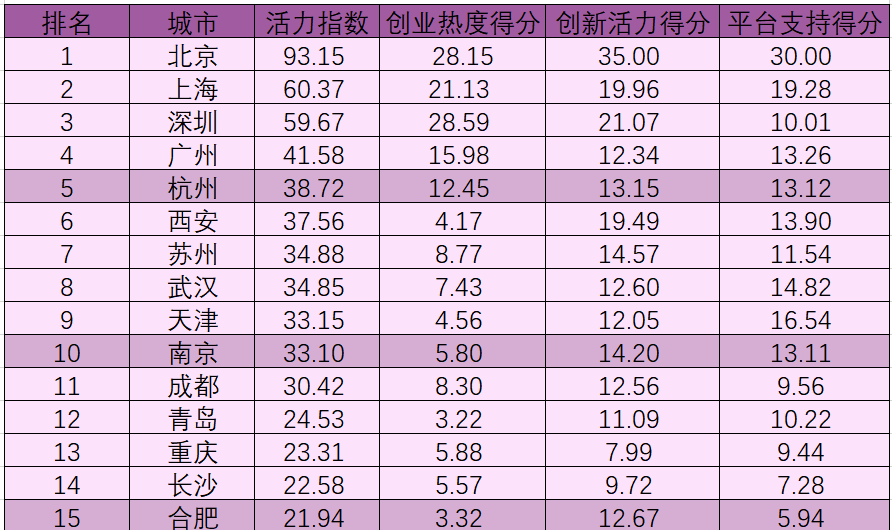 排名 城市 活力指数 创业热度得分 创新活力得分 平台支持得分
1 北京 93.15 28.15 35.00 30.00
2 上海 60.37 21.13 19.96 19.28
3 深圳 59.67 28.59 21.07 10.01
4 广州 41.58 15.98 12.34 13.26
5 杭州 38.72 12.45 13.15 13.12
6 西安 37.56 4.17 19.49 13.90
7 苏州 34.88 8.77 14.57 11.54
8 武汉 34.85 7.43 12.60 14.82
9 天津 33.15 4.56 12.05 16.54
10 南京 33.10 5.80 14.20 13.11
11 成都 30.42 8.30 12.56 9.56
12 青岛 24.53 3.22 11.09 10.22
13 重庆 23.31 5.88 7.99 9.44
14 长沙 22.58 5.57 9.72 7.28
15 合肥 21.94 3.32 12.67 5.94